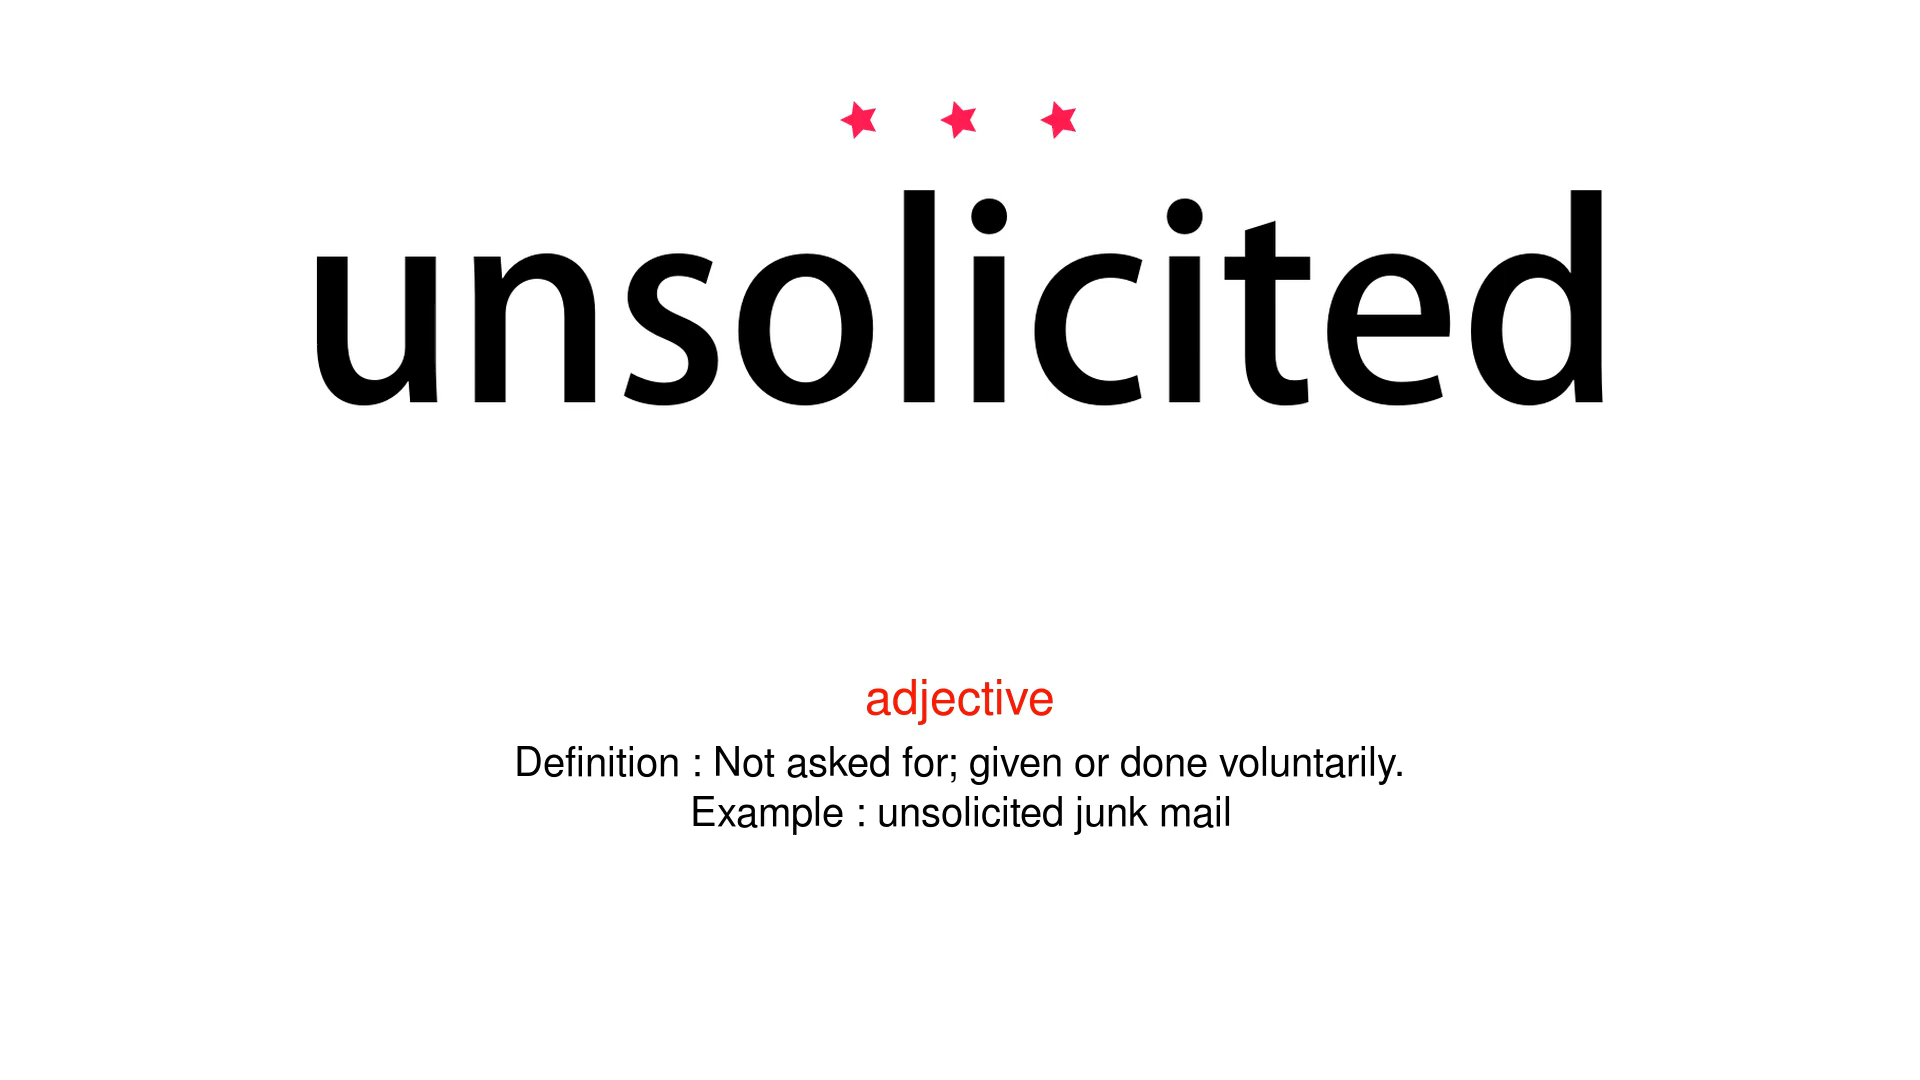 unsolicited
adjective
Definition : Not asked for; given or done voluntarily.
Example : unsolicited junk mail